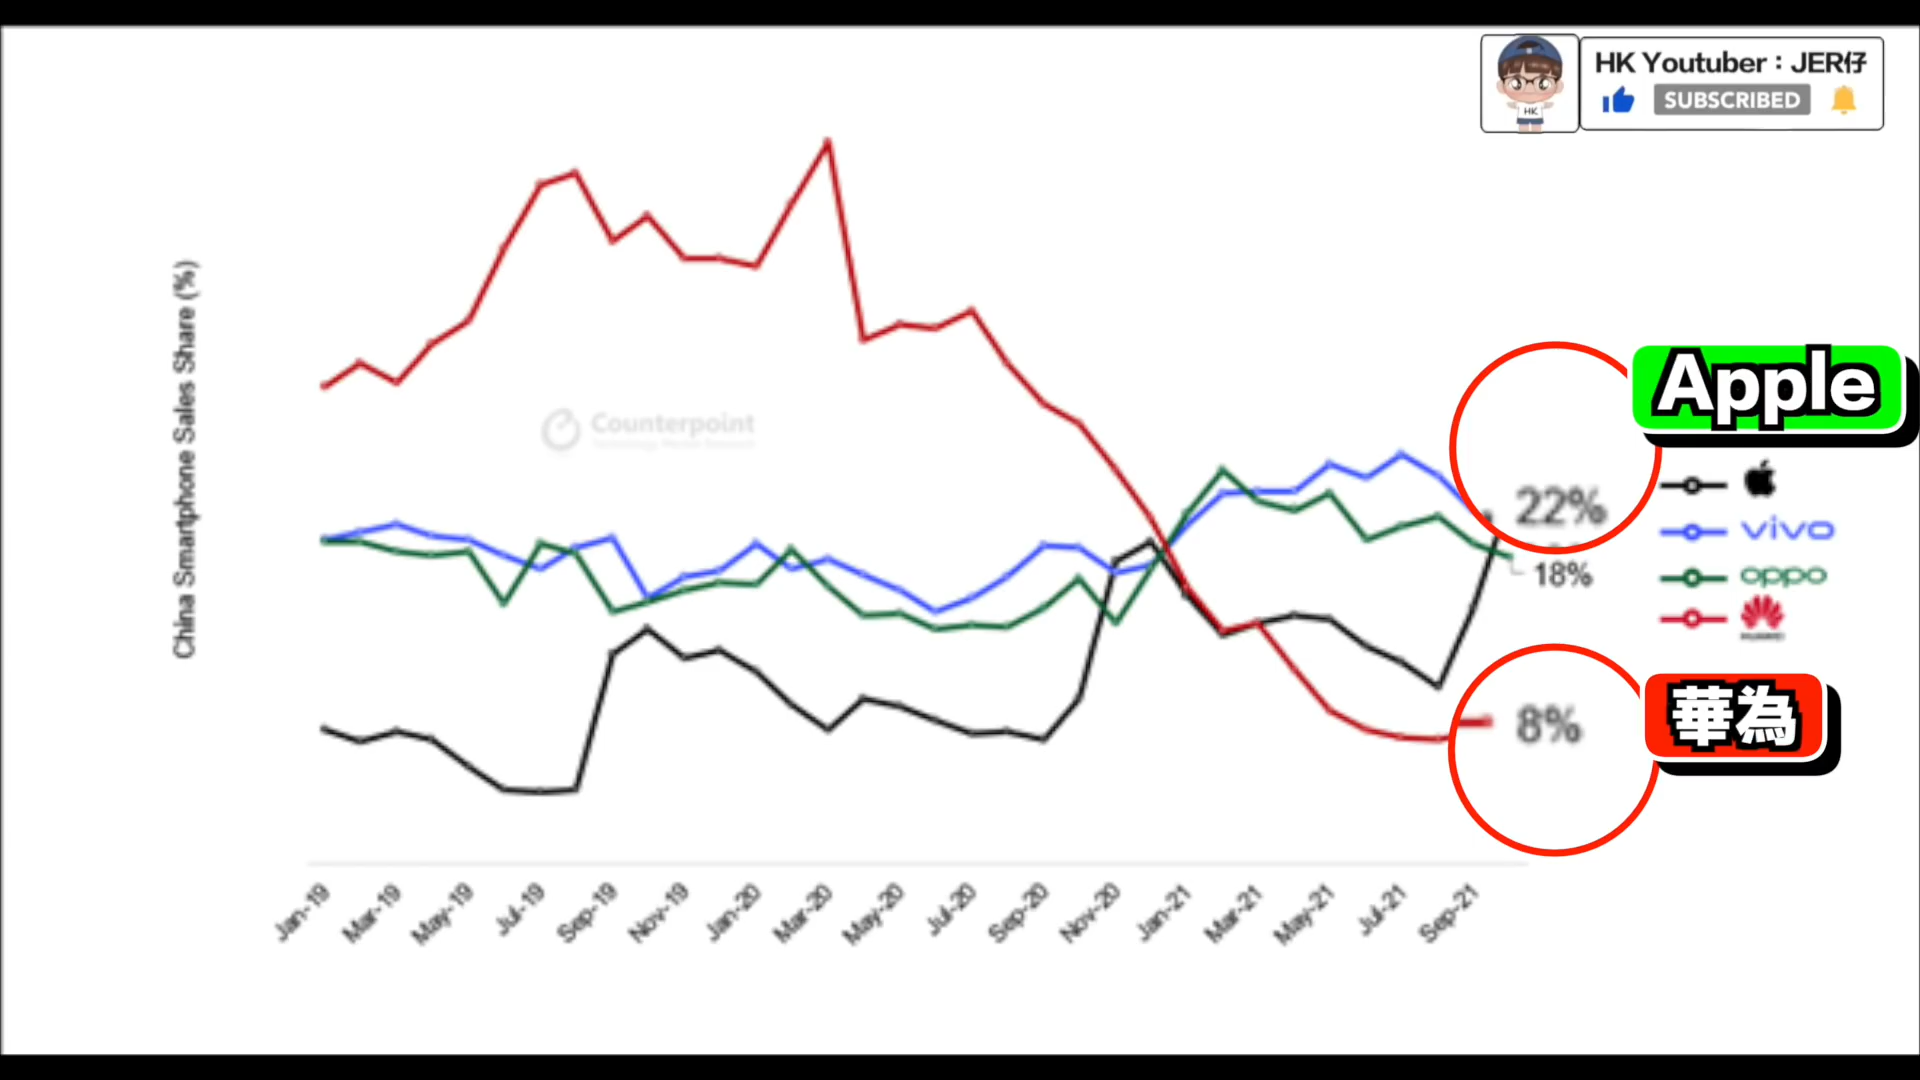 HK Youtuber：JER仔
SUBSCRIBED
HK
China Smartphone Sales Share (%)
Counterpoint
Apple
22%
18%
vivo
oppo
HUAWEI
8%
華為
Jan-19
Mar-19
May-19
Jul-19
Sep-19
Nov-19
Jan-20
Mar-20
May-20
Jul-20
Sep-20
Nov-20
Jan-21
Mar-21
May-21
Jul-21
Sep-21